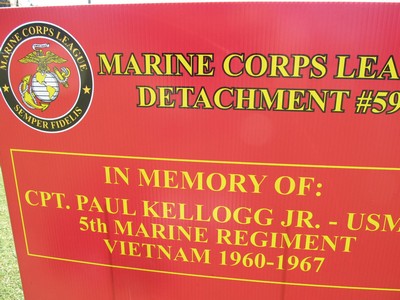 MARINE CORPS LEAGUE
SEMPER FIDELIS
MARINE CORPS LEA
DETACHMENT #59
IN MEMORY OF:
CPT. PAUL KELLOGG JR. - USM
5th MARINE REGIMENT
VIETNAM 1960-1967